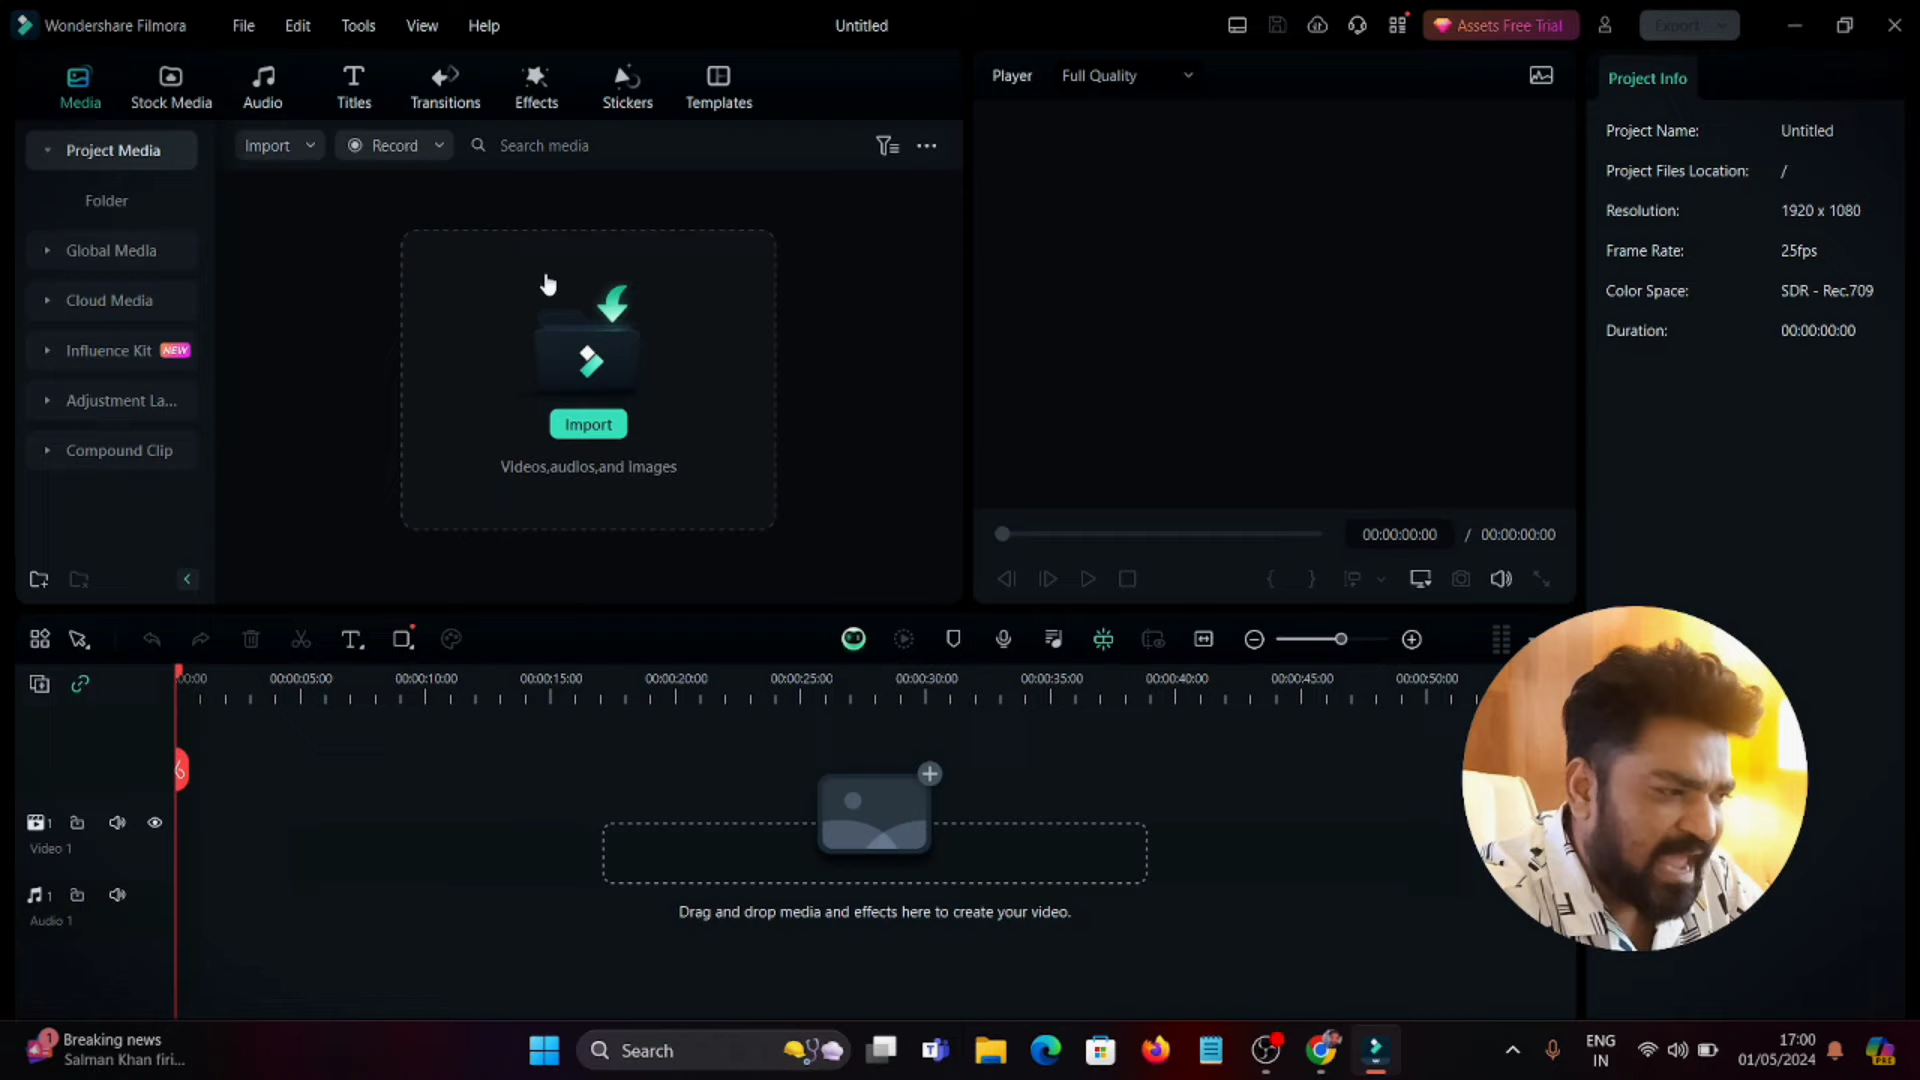 Wondershare Filmora File Edit Tools View Help Untitled Assets Free Trial Export
Media Stock Media Audio Titles Transitions Effects Stickers Templates
Player Full Quality
Project Info
Project Media
Import Record Search media
Folder
Global Media
Cloud Media
Influence Kit NEW
Adjustment La...
Compound Clip
Import
Videos,audios,and Images
Project Name: Untitled
Project Files Location: /
Resolution: 1920 x 1080
Frame Rate: 25fps
Color Space: SDR - Rec.709
Duration: 00:00:00:00
00:00:00:00 / 00:00:00:00
:00:00 00:00:05:00 00:00:10:00 00:00:15:00 00:00:20:00 00:00:25:00 00:00:30:00 00:00:35:00 00:00:40:00 00:00:45:00 00:00:50:00
1
Video 1
1
Audio 1
Drag and drop media and effects here to create your video.
1
Breaking news
Salman Khan firi...
Search
ENG
IN
17:00
01/05/2024
PRE